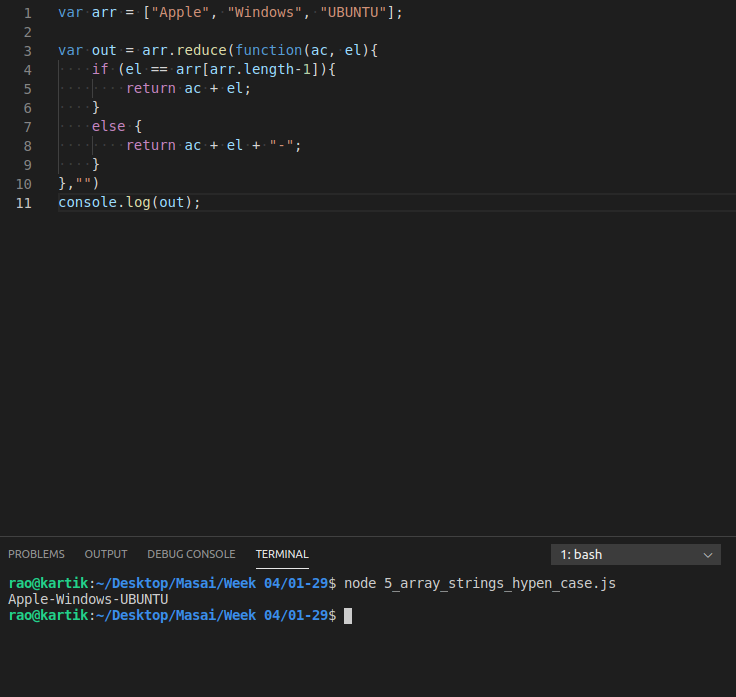 1 var arr = ["Apple", "Windows", "UBUNTU"];
2
3 var out = arr.reduce(function(ac, el){
4     if (el == arr[arr.length-1]){
5         return ac + el;
6     }
7     else {
8         return ac + el + "-";
9     }
10 },"")
11 console.log(out);
PROBLEMS OUTPUT DEBUG CONSOLE TERMINAL 1: bash
rao@kartik:~/Desktop/Masai/Week 04/01-29$ node 5_array_strings_hypen_case.js
Apple-Windows-UBUNTU
rao@kartik:~/Desktop/Masai/Week 04/01-29$